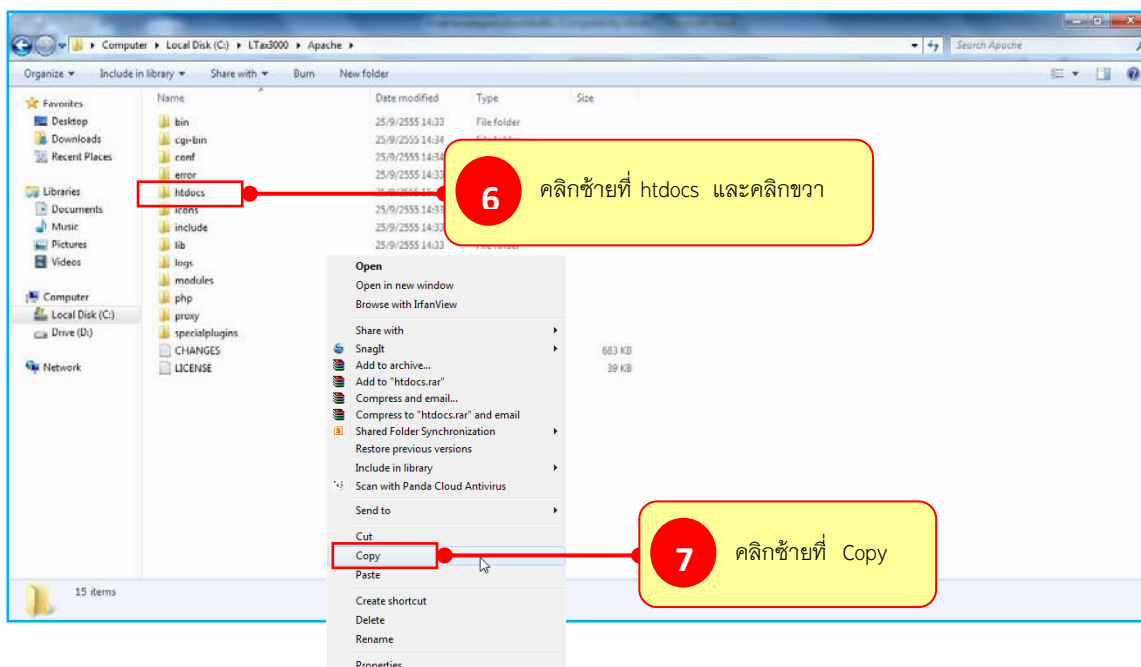 Computer ▸ Local Disk (C:) ▸ LTax3000 ▸ Apache ▸
Search Apache
Organize
Include in library
Share with
Burn
New folder
Favorites
Desktop
Downloads
Recent Places
Libraries
Documents
Music
Pictures
Videos
Computer
Local Disk (C:)
Drive (D:)
Network
Name Date modified Type Size
bin 25/9/2555 14:33 File folder
cgi-bin 25/9/2555 14:34
conf 25/9/2555 14:34
error 25/9/2555 14:33
htdocs
icons 25/9/2555 14:33
include 25/9/2555 14:33
lib 25/9/2555 14:33 File folder
logs
modules
php
proxy
specialplugins
CHANGES 683 KB
LICENSE 39 KB
6 คลิกซ้ายที่ htdocs และคลิกขวา
Open
Open in new window
Browse with IrfanView
Share with
SnagIt
Add to archive...
Add to "htdocs.rar"
Compress and email...
Compress to "htdocs.rar" and email
Shared Folder Synchronization
Restore previous versions
Include in library
Scan with Panda Cloud Antivirus
Send to
Cut
Copy
Paste
Create shortcut
Delete
Rename
Properties
7 คลิกซ้ายที่ Copy
15 items